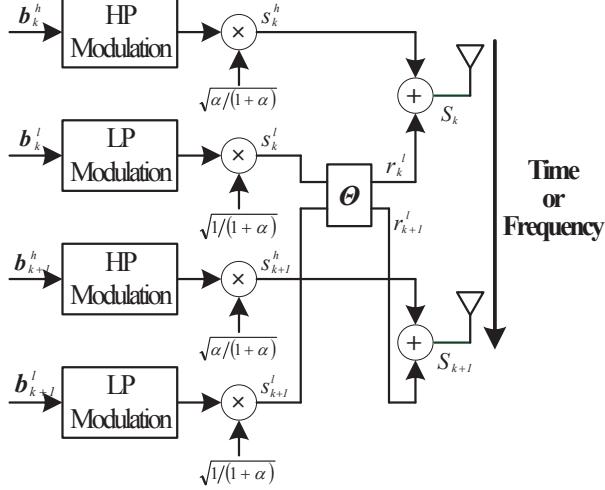 b_k^h
HP
Modulation
×
s_k^h
√α/(1+α)
+
S_k
b_k^l
LP
Modulation
×
s_k^l
√1/(1+α)
Θ
r_k^l
r_{k+1}^l
Time
or
Frequency
b_{k+1}^h
HP
Modulation
×
s_{k+1}^h
√α/(1+α)
+
S_{k+1}
b_{k+1}^l
LP
Modulation
×
s_{k+1}^l
√1/(1+α)